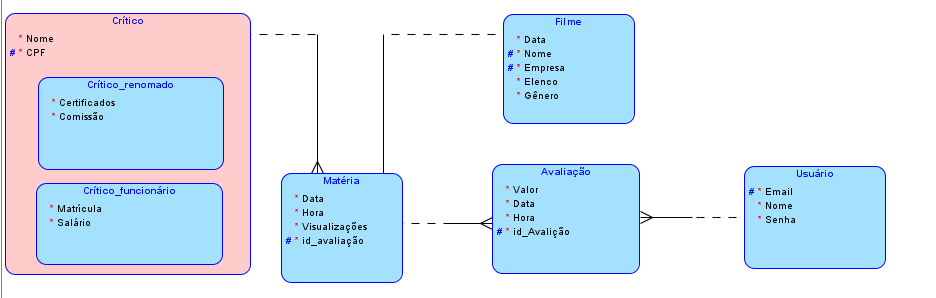 Crítico
* Nome
# * CPF
Crítico_renomado
* Certificados
* Comissão
Crítico_funcionário
* Matrícula
* Salário
Filme
* Data
# * Nome
# * Empresa
* Elenco
* Gênero
Matéria
* Data
* Hora
* Visualizações
# * id_avaliação
Avaliação
* Valor
* Data
* Hora
# * id_Avalição
Usuário
# * Email
* Nome
* Senha